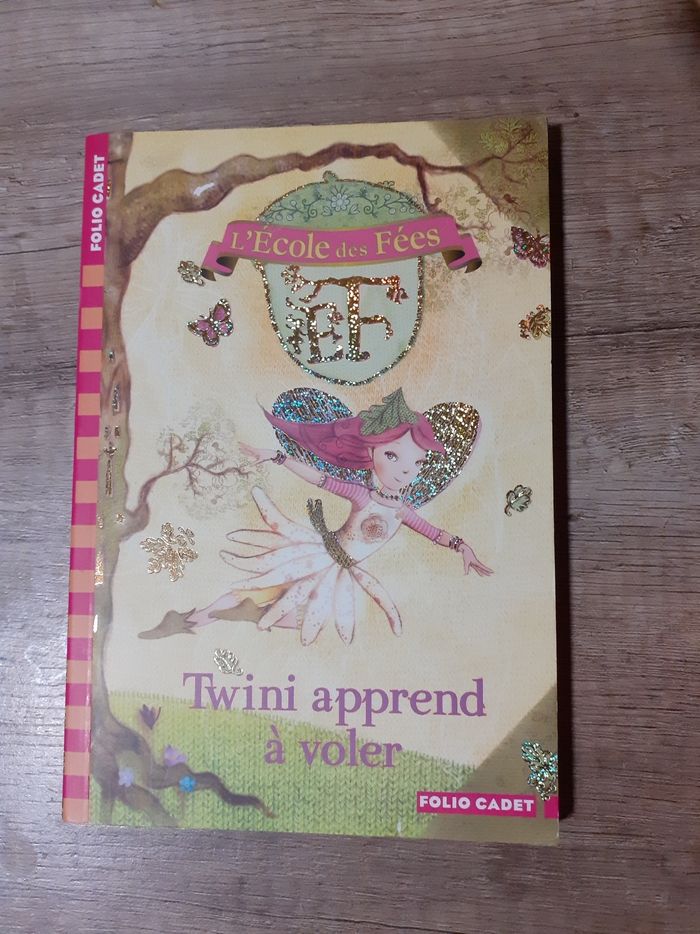 FOLIO CADET
L'École des Fées
EF
Twini apprend
à voler
FOLIO CADET